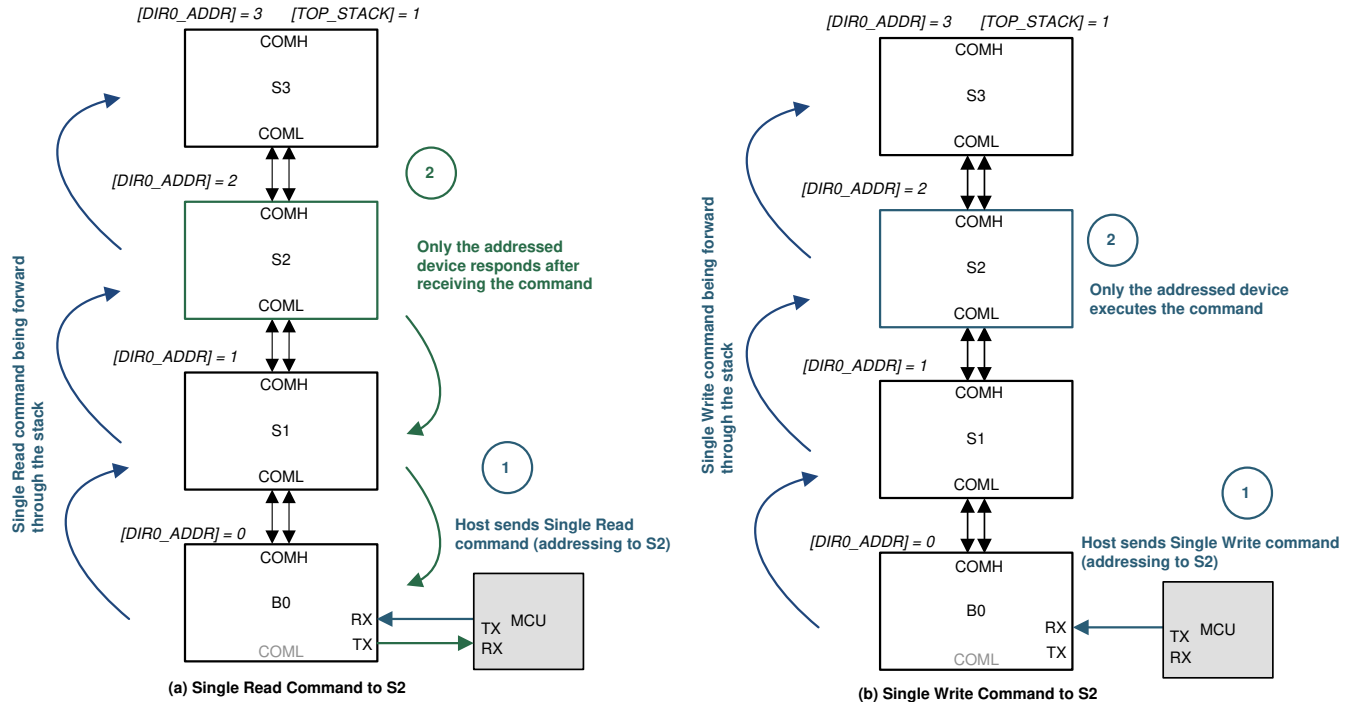 [DIR0_ADDR] = 3 [TOP_STACK] = 1
COMH
S3
COML
2
[DIR0_ADDR] = 2
COMH
S2
COML
Only the addressed
device responds after
receiving the command
[DIR0_ADDR] = 1
COMH
S1
COML
1
Host sends Single Read
command (addressing to S2)
[DIR0_ADDR] = 0
COMH
B0
RX
TX
COML
TX
RX
MCU
Single Read command being forward
through the stack
(a) Single Read Command to S2
[DIR0_ADDR] = 3 [TOP_STACK] = 1
COMH
S3
COML
[DIR0_ADDR] = 2
COMH
S2
COML
2
Only the addressed device
executes the command
[DIR0_ADDR] = 1
COMH
S1
COML
1
Host sends Single Write command
(addressing to S2)
[DIR0_ADDR] = 0
COMH
B0
RX
TX
COML
TX
RX
MCU
Single Write command being forward
through the stack
(b) Single Write Command to S2